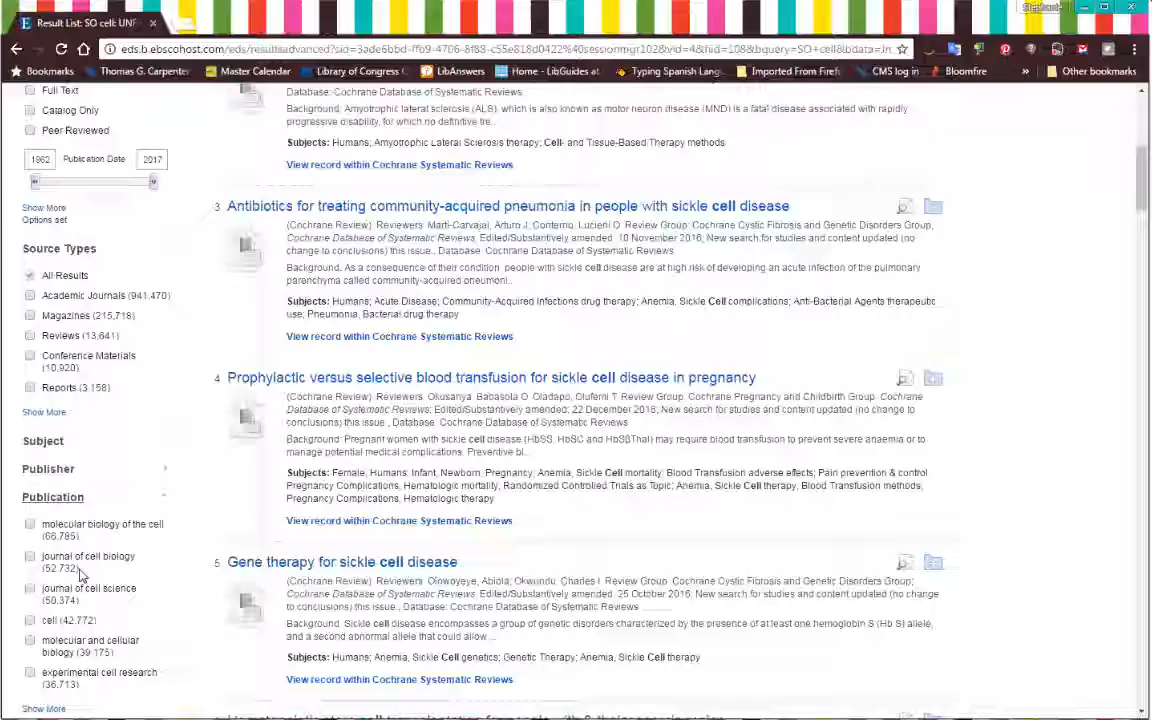 Result List: SO cell: UNF
Stephanie
eds.b.ebscohost.com/eds/resultsadvanced?sid=3ade6bbd-ffb9-4706-8f88-c55e818d0422%40sessionmgr102&vid=4&hid=108&bquery=SO+cell&bdata=
Bookmarks
Thomas G. Carpenter
Master Calendar
Library of Congress C
LibAnswers
Home - LibGuides at
Typing Spanish Lang
Imported From Firef
CMS log in
Bloomfire
»
Other bookmarks
Full Text
Catalog Only
Peer Reviewed
1962 Publication Date 2017
Show More
Options set
Source Types
All Results
Academic Journals (941,470)
Magazines (215,718)
Reviews (13,641)
Conference Materials
(10,920)
Reports (3,158)
Show More
Subject
Publisher
Publication
molecular biology of the cell
(66,785)
journal of cell biology
(52,732)
journal of cell science
(50,374)
cell (42,772)
molecular and cellular
biology (39,175)
experimental cell research
(36,713)
Show More
Database: Cochrane Database of Systematic Reviews
Background: Amyotrophic lateral sclerosis (ALS), which is also known as motor neuron disease (MND) is a fatal disease associated with rapidly
progressive disability, for which no definitive tre...
Subjects: Humans; Amyotrophic Lateral Sclerosis therapy; Cell- and Tissue-Based Therapy methods
View record within Cochrane Systematic Reviews
3 Antibiotics for treating community-acquired pneumonia in people with sickle cell disease
(Cochrane Review) Reviewers: Martí-Carvajal, Arturo J; Conterno, Lucieni O. Review Group: Cochrane Cystic Fibrosis and Genetic Disorders Group,
Cochrane Database of Systematic Reviews, Edited/Substantively amended: 10 November 2016; New search for studies and content updated (no
change to conclusions) this issue., Database: Cochrane Database of Systematic Reviews
Background: As a consequence of their condition, people with sickle cell disease are at high risk of developing an acute infection of the pulmonary
parenchyma called community-acquired pneumoni...
Subjects: Humans; Acute Disease; Community-Acquired Infections drug therapy; Anemia, Sickle Cell complications; Anti-Bacterial Agents therapeutic
use; Pneumonia, Bacterial drug therapy
View record within Cochrane Systematic Reviews
4 Prophylactic versus selective blood transfusion for sickle cell disease in pregnancy
(Cochrane Review) Reviewers: Okusanya, Babasola O; Oladapo, Olufemi T. Review Group: Cochrane Pregnancy and Childbirth Group. Cochrane
Database of Systematic Reviews; Edited/Substantively amended: 22 December 2016; New search for studies and content updated (no change to
conclusions) this issue., Database: Cochrane Database of Systematic Reviews
Background: Pregnant women with sickle cell disease (HbSS, HbSC and HbSβThal) may require blood transfusion to prevent severe anaemia or to
manage potential medical complications. Preventive bl...
Subjects: Female, Humans; Infant, Newborn; Pregnancy; Anemia, Sickle Cell mortality; Blood Transfusion adverse effects; Pain prevention & control
Pregnancy Complications, Hematologic mortality; Randomized Controlled Trials as Topic; Anemia, Sickle Cell therapy; Blood Transfusion methods;
Pregnancy Complications, Hematologic therapy
View record within Cochrane Systematic Reviews
5 Gene therapy for sickle cell disease
(Cochrane Review) Reviewers: Olowoyeye, Abiola; Okwundu, Charles I. Review Group: Cochrane Cystic Fibrosis and Genetic Disorders Group;
Cochrane Database of Systematic Reviews; Edited/Substantively amended: 25 October 2016; New search for studies and content updated (no change
to conclusions) this issue., Database: Cochrane Database of Systematic Reviews
Background: Sickle cell disease encompasses a group of genetic disorders characterized by the presence of at least one hemoglobin S (Hb S) allele,
and a second abnormal allele that could allow ...
Subjects: Humans; Anemia, Sickle Cell genetics; Genetic Therapy; Anemia, Sickle Cell therapy
View record within Cochrane Systematic Reviews